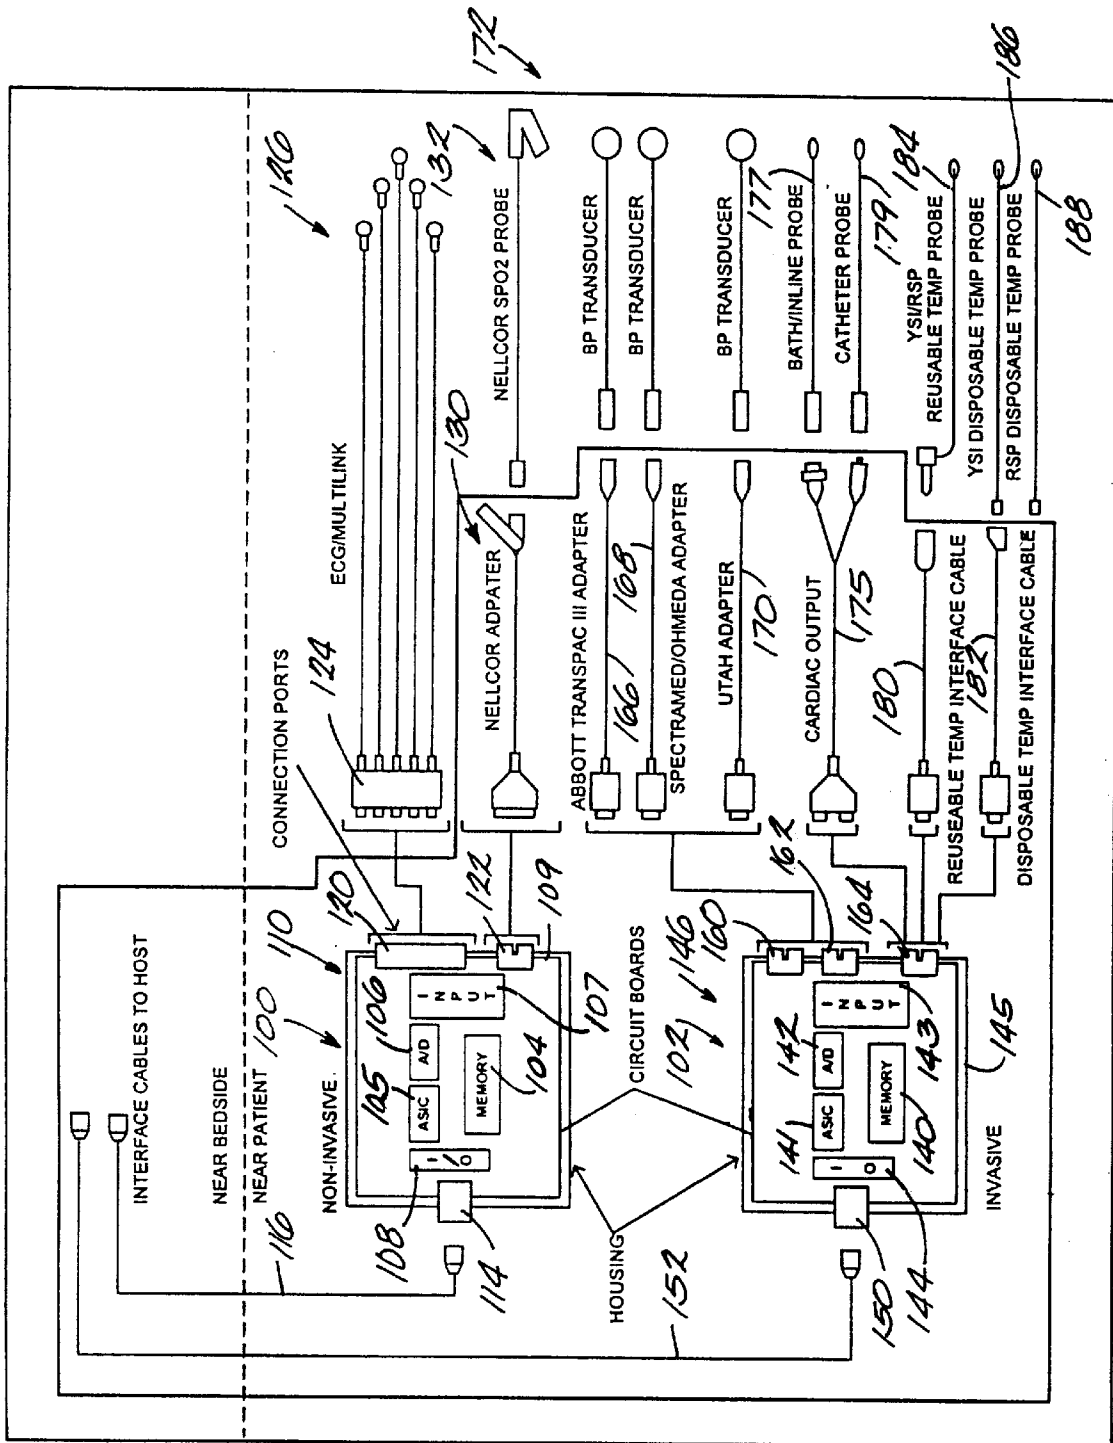 INTERFACE CABLES TO HOST
NEAR BEDSIDE
NEAR PATIENT
116
100
110
CONNECTION PORTS
124
ECG/MULTILINK
126
NON-INVASIVE
105
106
120
108
I/O
ASIC
A/D
INPUT
MEMORY
104
107
122
109
114
130
NELLCOR ADPATER
NELLCOR SPO2 PROBE
132
172
HOUSING
CIRCUIT BOARDS
152
102
146
160
162
164
ABBOTT TRANSPAC III ADAPTER
166
BP TRANSDUCER
168
SPECTRAMED/OHMEDA ADAPTER
BP TRANSDUCER
UTAH ADAPTER
170
BP TRANSDUCER
177
141
142
ASIC
A/D
INPUT
I O
MEMORY
140
143
145
150
144
INVASIVE
CARDIAC OUTPUT
175
BATH/INLINE PROBE
CATHETER PROBE
179
180
REUSEABLE TEMP INTERFACE CABLE
YSI/RSP
REUSABLE TEMP PROBE
184
182
DISPOSABLE TEMP INTERFACE CABLE
YSI DISPOSABLE TEMP PROBE
186
RSP DISPOSABLE TEMP PROBE
188